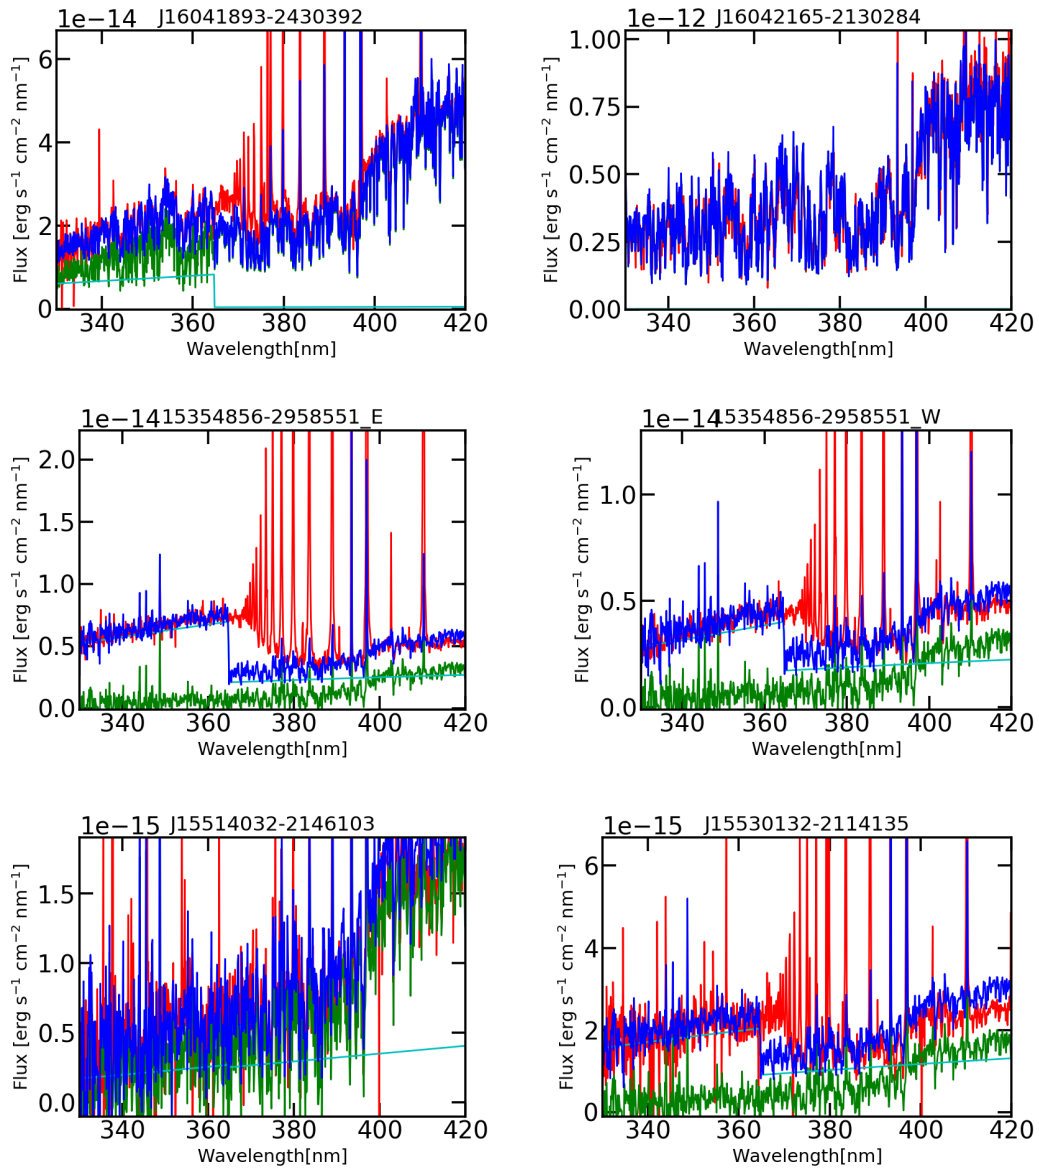 1e−14 J16041893-2430392
6
4
2
0
340 360 380 400 420
Wavelength[nm]
Flux [erg s⁻¹ cm⁻² nm⁻¹]
1e−12 J16042165-2130284
1.00
0.75
0.50
0.25
0.00
340 360 380 400 420
Wavelength[nm]
Flux [erg s⁻¹ cm⁻² nm⁻¹]
1e−14 15354856-2958551_E
2.0
1.5
1.0
0.5
0.0
340 360 380 400 420
Wavelength[nm]
Flux [erg s⁻¹ cm⁻² nm⁻¹]
1e−14 15354856-2958551_W
1.0
0.5
0.0
340 360 380 400 420
Wavelength[nm]
Flux [erg s⁻¹ cm⁻² nm⁻¹]
1e−15 J15514032-2146103
1.5
1.0
0.5
0.0
340 360 380 400 420
Wavelength[nm]
Flux [erg s⁻¹ cm⁻² nm⁻¹]
1e−15 J15530132-2114135
6
4
2
0
340 360 380 400 420
Wavelength[nm]
Flux [erg s⁻¹ cm⁻² nm⁻¹]